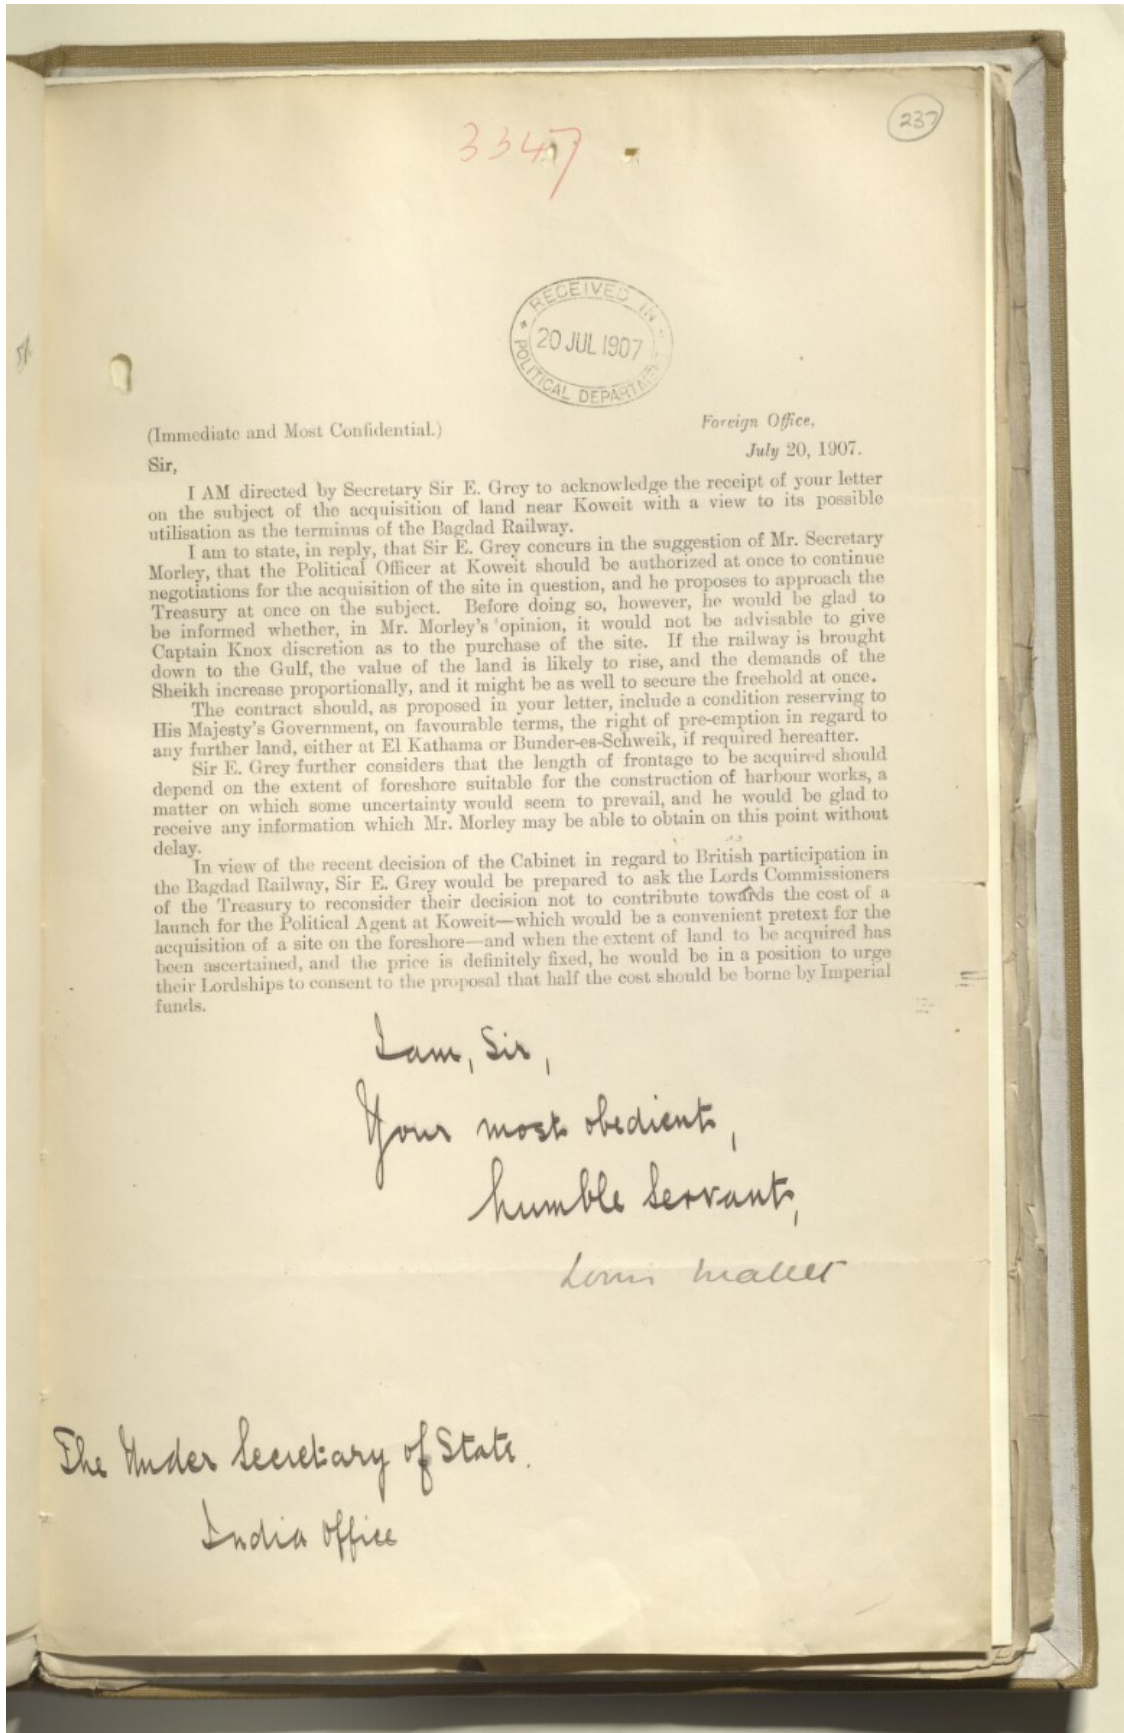 237
3347
RECEIVED IN
20 JUL 1907
POLITICAL DEPARTMENT
(Immediate and Most Confidential.)
Foreign Office,
July 20, 1907.
Sir,
I AM directed by Secretary Sir E. Grey to acknowledge the receipt of your letter
on the subject of the acquisition of land near Koweit with a view to its possible
utilisation as the terminus of the Bagdad Railway.
I am to state, in reply, that Sir E. Grey concurs in the suggestion of Mr. Secretary
Morley, that the Political Officer at Koweit should be authorized at once to continue
negotiations for the acquisition of the site in question, and he proposes to approach the
Treasury at once on the subject. Before doing so, however, he would be glad to
be informed whether, in Mr. Morley's opinion, it would not be advisable to give
Captain Knox discretion as to the purchase of the site. If the railway is brought
down to the Gulf, the value of the land is likely to rise, and the demands of the
Sheikh increase proportionally, and it might be as well to secure the freehold at once.
The contract should, as proposed in your letter, include a condition reserving to
His Majesty's Government, on favourable terms, the right of pre-emption in regard to
any further land, either at El Kathama or Bunder-es-Schweik, if required hereafter.
Sir E. Grey further considers that the length of frontage to be acquired should
depend on the extent of foreshore suitable for the construction of harbour works, a
matter on which some uncertainty would seem to prevail, and he would be glad to
receive any information which Mr. Morley may be able to obtain on this point without
delay.
In view of the recent decision of the Cabinet in regard to British participation in
the Bagdad Railway, Sir E. Grey would be prepared to ask the Lords Commissioners
of the Treasury to reconsider their decision not to contribute towards the cost of a
launch for the Political Agent at Koweit—which would be a convenient pretext for the
acquisition of a site on the foreshore—and when the extent of land to be acquired has
been ascertained, and the price is definitely fixed, he would be in a position to urge
their Lordships to consent to the proposal that half the cost should be borne by Imperial
funds.
I am, Sir,
Your most obedient,
humble Servant,
Louis Mallet
The Under Secretary of State.
India Office